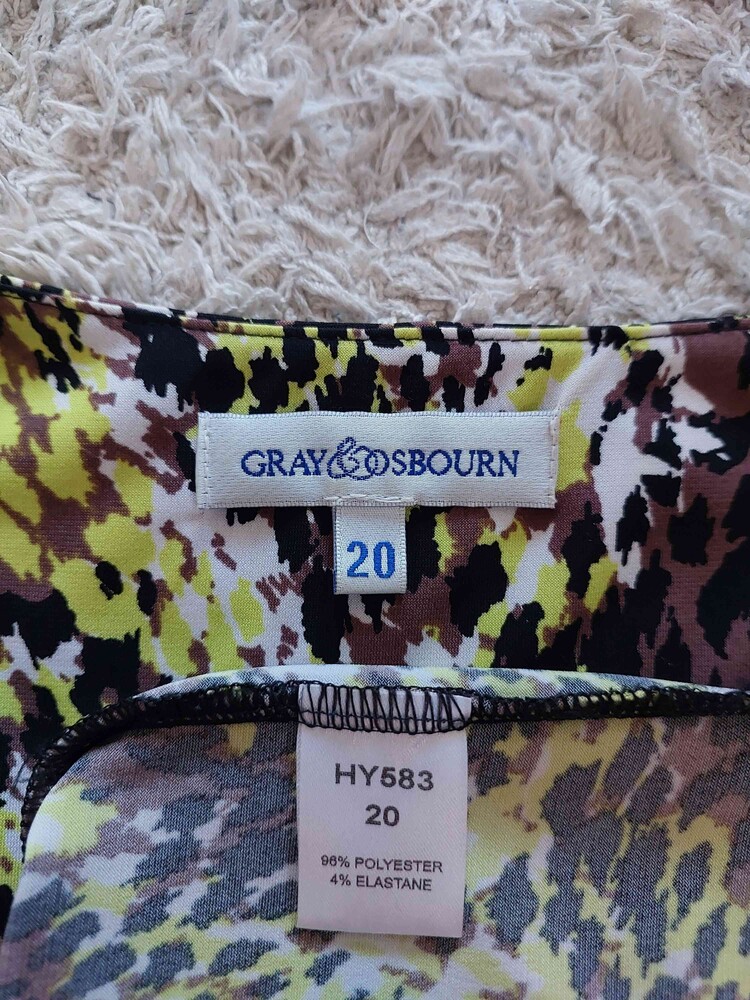 GRAY&OSBOURN
20
HY583
20
96% POLYESTER
4% ELASTANE